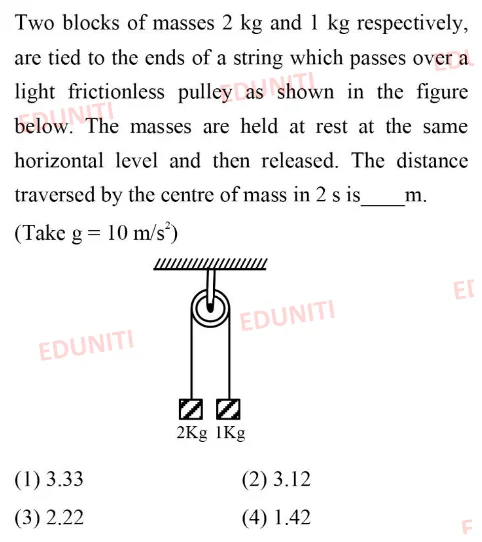 Two blocks of masses 2 kg and 1 kg respectively,
are tied to the ends of a string which passes over a
light frictionless pulley as shown in the figure
below. The masses are held at rest at the same
horizontal level and then released. The distance
traversed by the centre of mass in 2 s is____m.
(Take g = 10 m/s²)
EDUNITI
EDUNITI
EDUNITI
EDUNITI
2Kg 1Kg
(1) 3.33 (2) 3.12
(3) 2.22 (4) 1.42